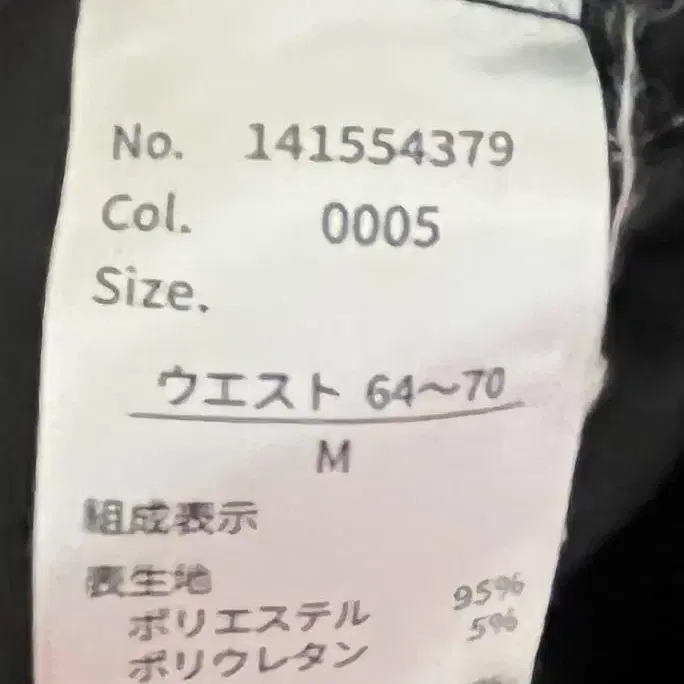 No. 141554379
Col. 0005
Size.
ウエスト 64～70
M
組成表示
表生地
ポリエステル 95%
ポリウレタン 5%